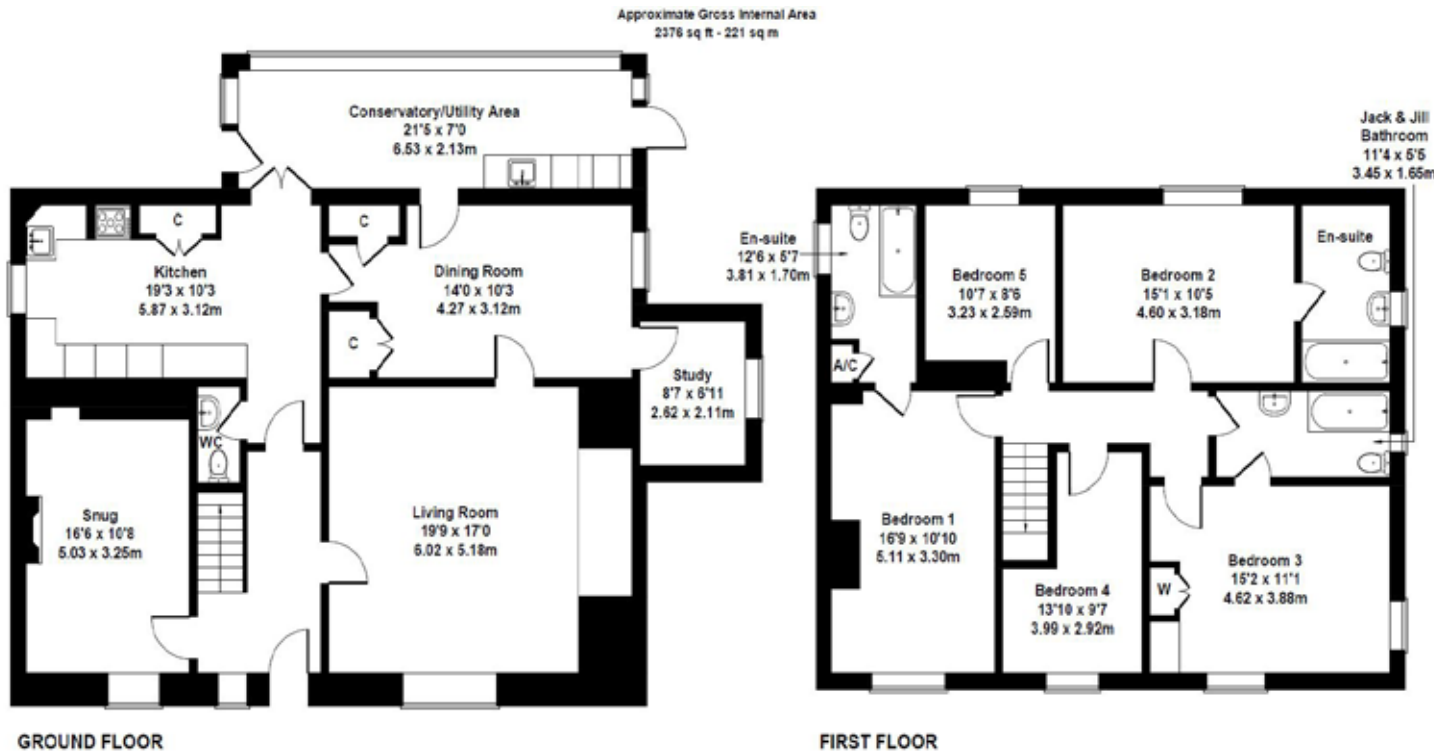 Approximate Gross Internal Area
2376 sq ft - 221 sq m
Conservatory/Utility Area
21'5 x 7'0
6.53 x 2.13m
C
Kitchen
19'3 x 10'3
5.87 x 3.12m
C
Dining Room
14'0 x 10'3
4.27 x 3.12m
C
Study
8'7 x 6'11
2.62 x 2.11m
WC
Snug
16'6 x 10'8
5.03 x 3.25m
Living Room
19'9 x 17'0
6.02 x 5.18m
GROUND FLOOR
Jack & Jill
Bathroom
11'4 x 5'5
3.45 x 1.65m
En-suite
12'6 x 5'7
3.81 x 1.70m
Bedroom 5
10'7 x 8'6
3.23 x 2.59m
Bedroom 2
15'1 x 10'5
4.60 x 3.18m
En-suite
A/C
Bedroom 1
16'9 x 10'10
5.11 x 3.30m
Bedroom 4
13'10 x 9'7
3.99 x 2.92m
W
Bedroom 3
15'2 x 11'1
4.62 x 3.88m
FIRST FLOOR